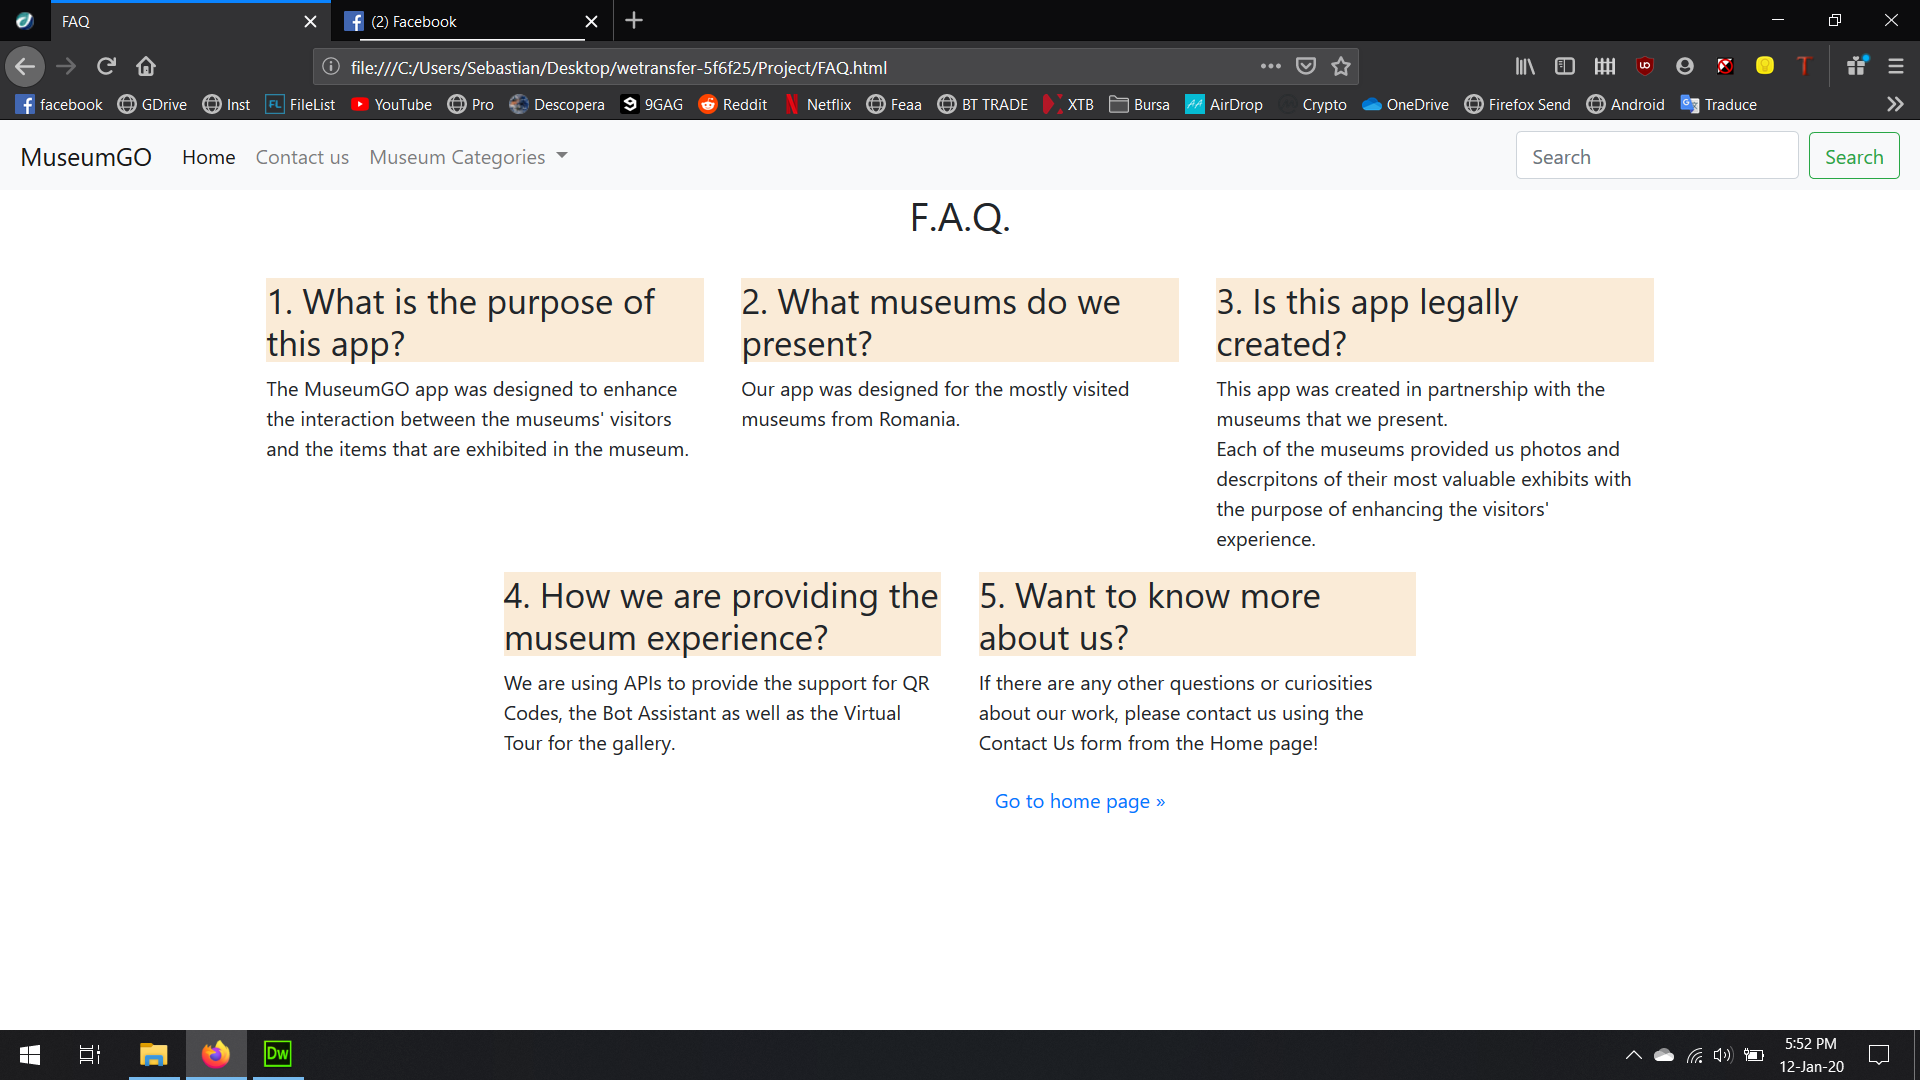 FAQ
(2) Facebook
file:///C:/Users/Sebastian/Desktop/wetransfer-5f6f25/Project/FAQ.html
facebook GDrive Inst FL FileList YouTube Pro Descopera 9GAG Reddit Netflix Feaa BT TRADE XTB Bursa AirDrop Crypto OneDrive Firefox Send Android Traduce
MuseumGO Home Contact us Museum Categories Search Search
F.A.Q.
1. What is the purpose of
this app?
The MuseumGO app was designed to enhance
the interaction between the museums' visitors
and the items that are exhibited in the museum.
2. What museums do we
present?
Our app was designed for the mostly visited
museums from Romania.
3. Is this app legally
created?
This app was created in partnership with the
museums that we present.
Each of the museums provided us photos and
descrpitons of their most valuable exhibits with
the purpose of enhancing the visitors'
experience.
4. How we are providing the
museum experience?
We are using APIs to provide the support for QR
Codes, the Bot Assistant as well as the Virtual
Tour for the gallery.
5. Want to know more
about us?
If there are any other questions or curiosities
about our work, please contact us using the
Contact Us form from the Home page!
Go to home page »
Dw
5:52 PM
12-Jan-20